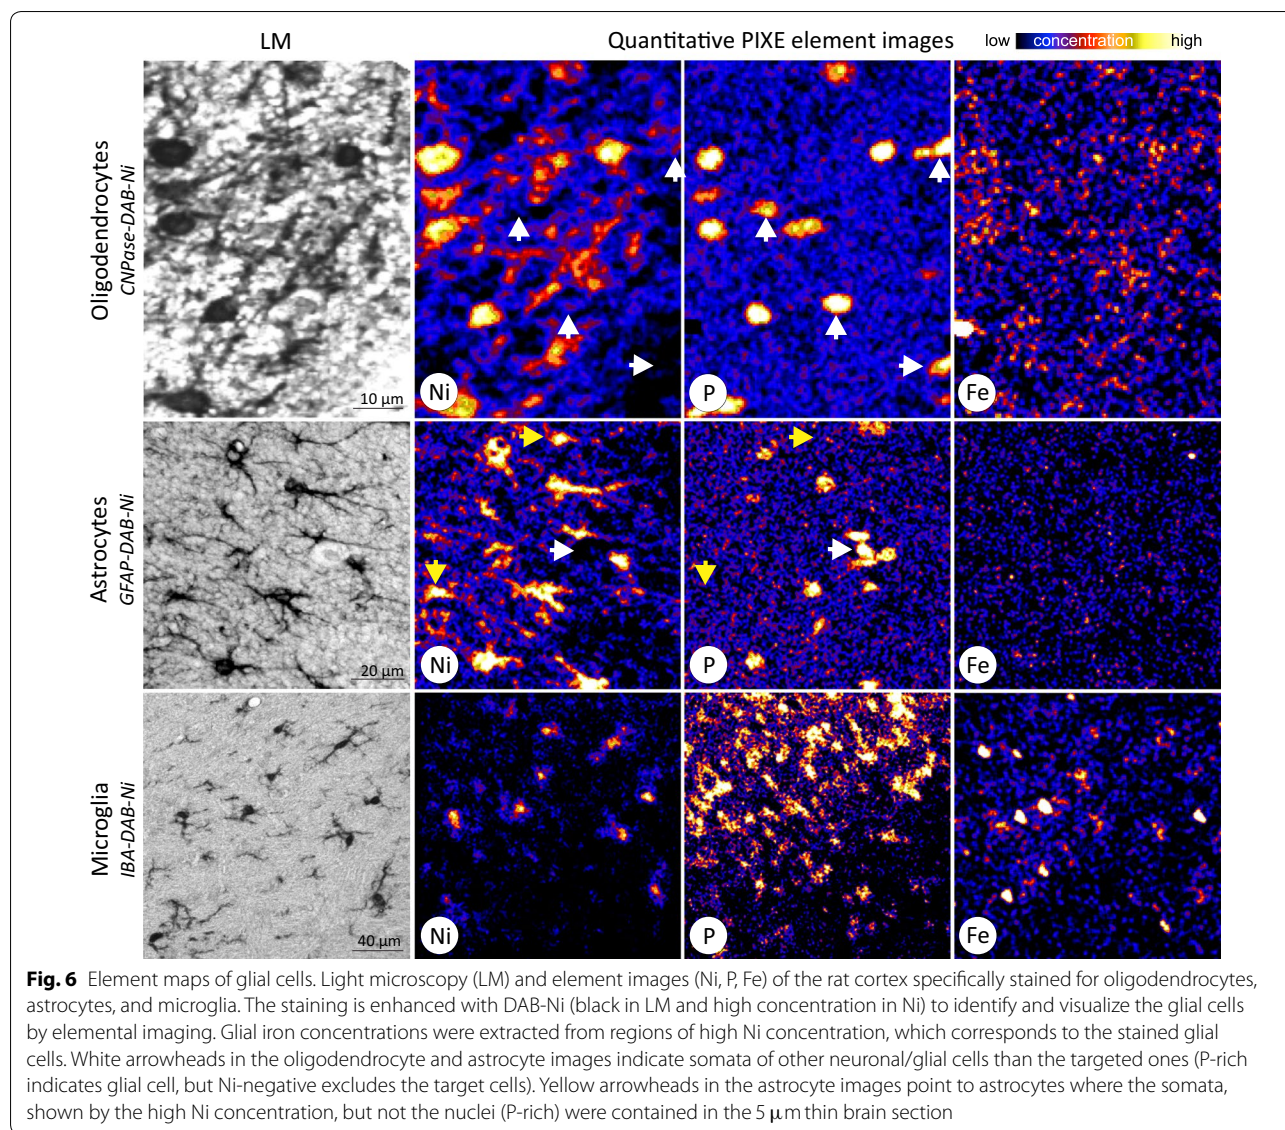 LM
Quantitative PIXE element images
low concentration high
Oligodendrocytes
CNPase-DAB-Ni
10 µm
Ni
P
Fe
Astrocytes
GFAP-DAB-Ni
20 µm
Ni
P
Fe
Microglia
IBA-DAB-Ni
40 µm
Ni
P
Fe
Fig. 6 Element maps of glial cells. Light microscopy (LM) and element images (Ni, P, Fe) of the rat cortex specifically stained for oligodendrocytes,
astrocytes, and microglia. The staining is enhanced with DAB-Ni (black in LM and high concentration in Ni) to identify and visualize the glial cells
by elemental imaging. Glial iron concentrations were extracted from regions of high Ni concentration, which corresponds to the stained glial
cells. White arrowheads in the oligodendrocyte and astrocyte images indicate somata of other neuronal/glial cells than the targeted ones (P-rich
indicates glial cell, but Ni-negative excludes the target cells). Yellow arrowheads in the astrocyte images point to astrocytes where the somata,
shown by the high Ni concentration, but not the nuclei (P-rich) were contained in the 5 µm thin brain section